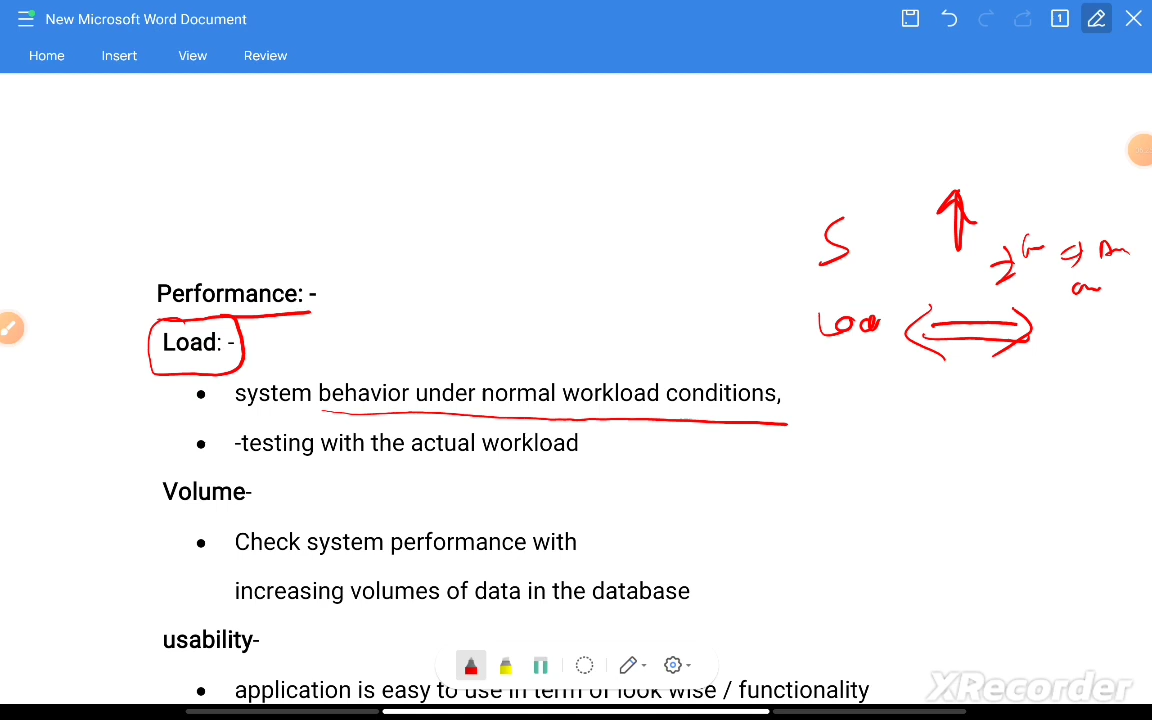 New Microsoft Word Document
1
Home Insert View Review
S
Performance: -
Load: -
• system behavior under normal workload conditions,
• -testing with the actual workload
Volume-
• Check system performance with
increasing volumes of data in the database
usability-
• application is easy to use in term of look wise / functionality
XRecorder